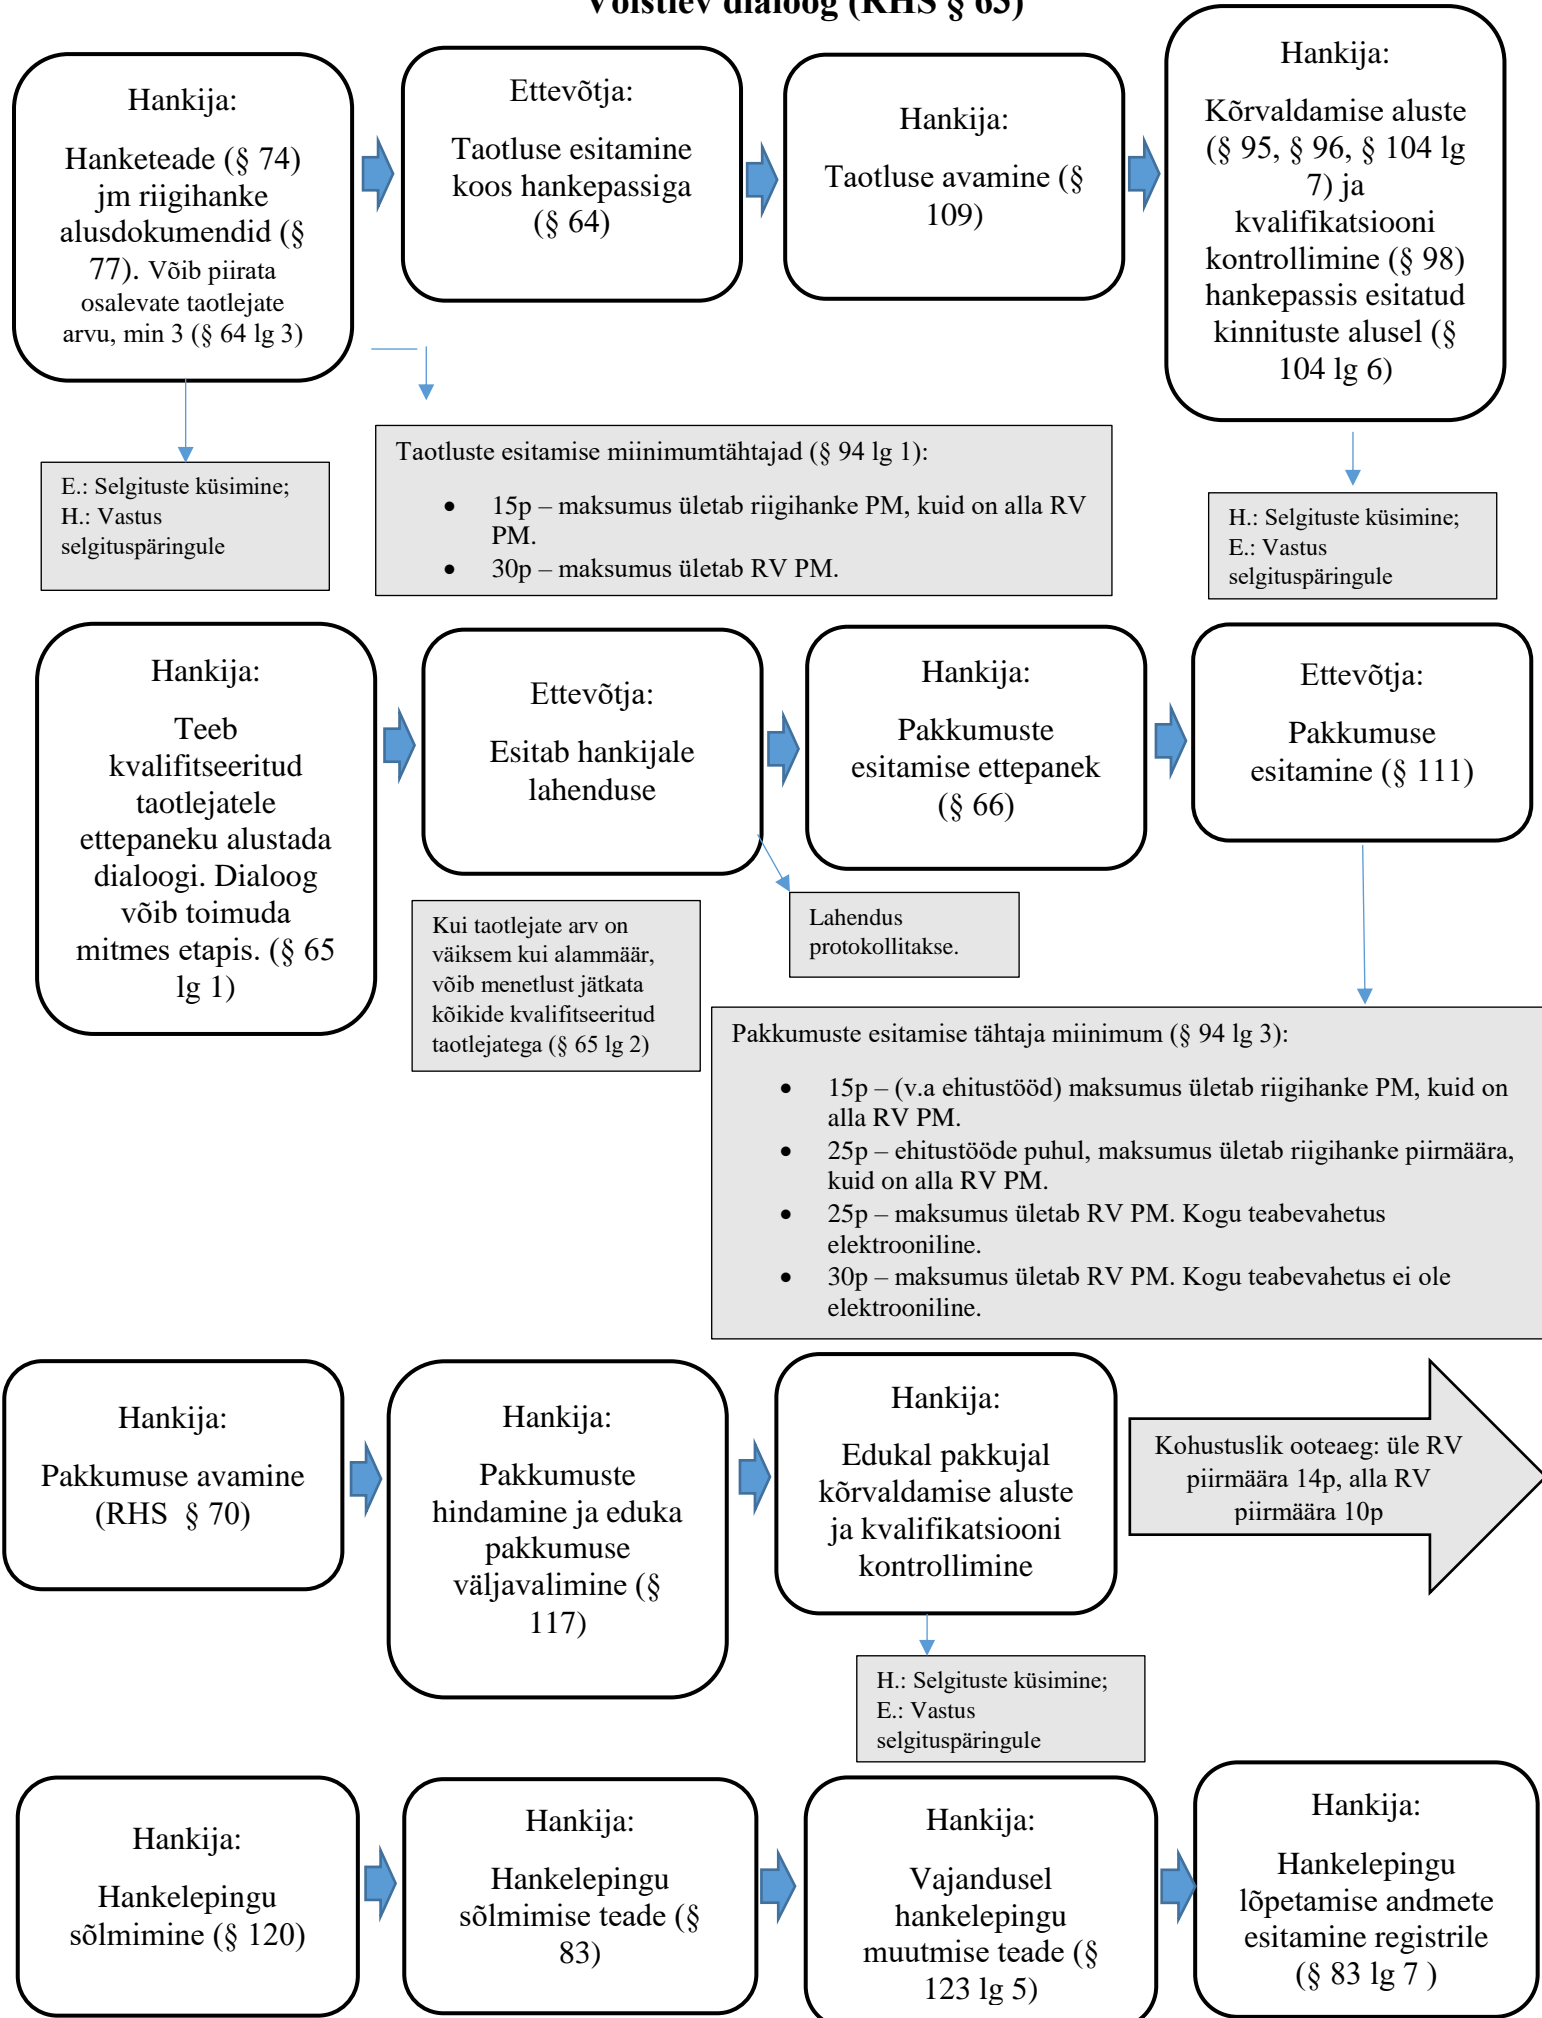 Võistlev dialoog (RHS § 63)
Hankija:
Hanketeade (§ 74)
jm riigihanke
alusdokumendid (§
77). Võib piirata
osalevate taotlejate
arvu, min 3 (§ 64 lg 3)
Ettevõtja:
Taotluse esitamine
koos hankepassiga
(§ 64)
Hankija:
Taotluse avamine (§
109)
Hankija:
Kõrvaldamise aluste
(§ 95, § 96, § 104 lg
7) ja
kvalifikatsiooni
kontrollimine (§ 98)
hankepassis esitatud
kinnituste alusel (§
104 lg 6)
E.: Selgituste küsimine;
H.: Vastus
selgituspäringule
Taotluste esitamise miinimumtähtajad (§ 94 lg 1):
• 15p – maksumus ületab riigihanke PM, kuid on alla RV
PM.
• 30p – maksumus ületab RV PM.
H.: Selgituste küsimine;
E.: Vastus
selgituspäringule
Hankija:
Teeb
kvalifitseeritud
taotlejatele
ettepaneku alustada
dialoogi. Dialoog
võib toimuda
mitmes etapis. (§ 65
lg 1)
Ettevõtja:
Esitab hankijale
lahenduse
Hankija:
Pakkumuste
esitamise ettepanek
(§ 66)
Ettevõtja:
Pakkumuse
esitamine (§ 111)
Kui taotlejate arv on
väiksem kui alammäär,
võib menetlust jätkata
kõikide kvalifitseeritud
taotlejatega (§ 65 lg 2)
Lahendus
protokollitakse.
Pakkumuste esitamise tähtaja miinimum (§ 94 lg 3):
• 15p – (v.a ehitustööd) maksumus ületab riigihanke PM, kuid on
alla RV PM.
• 25p – ehitustööde puhul, maksumus ületab riigihanke piirmäära,
kuid on alla RV PM.
• 25p – maksumus ületab RV PM. Kogu teabevahetus
elektrooniline.
• 30p – maksumus ületab RV PM. Kogu teabevahetus ei ole
elektrooniline.
Hankija:
Pakkumuse avamine
(RHS § 70)
Hankija:
Pakkumuste
hindamine ja eduka
pakkumuse
väljavalimine (§
117)
Hankija:
Edukal pakkujal
kõrvaldamise aluste
ja kvalifikatsiooni
kontrollimine
Kohustuslik ooteaeg: üle RV
piirmäära 14p, alla RV
piirmäära 10p
H.: Selgituste küsimine;
E.: Vastus
selgituspäringule
Hankija:
Hankelepingu
sõlmimine (§ 120)
Hankija:
Hankelepingu
sõlmimise teade (§
83)
Hankija:
Vajandusel
hankelepingu
muutmise teade (§
123 lg 5)
Hankija:
Hankelepingu
lõpetamise andmete
esitamine registrile
(§ 83 lg 7 )